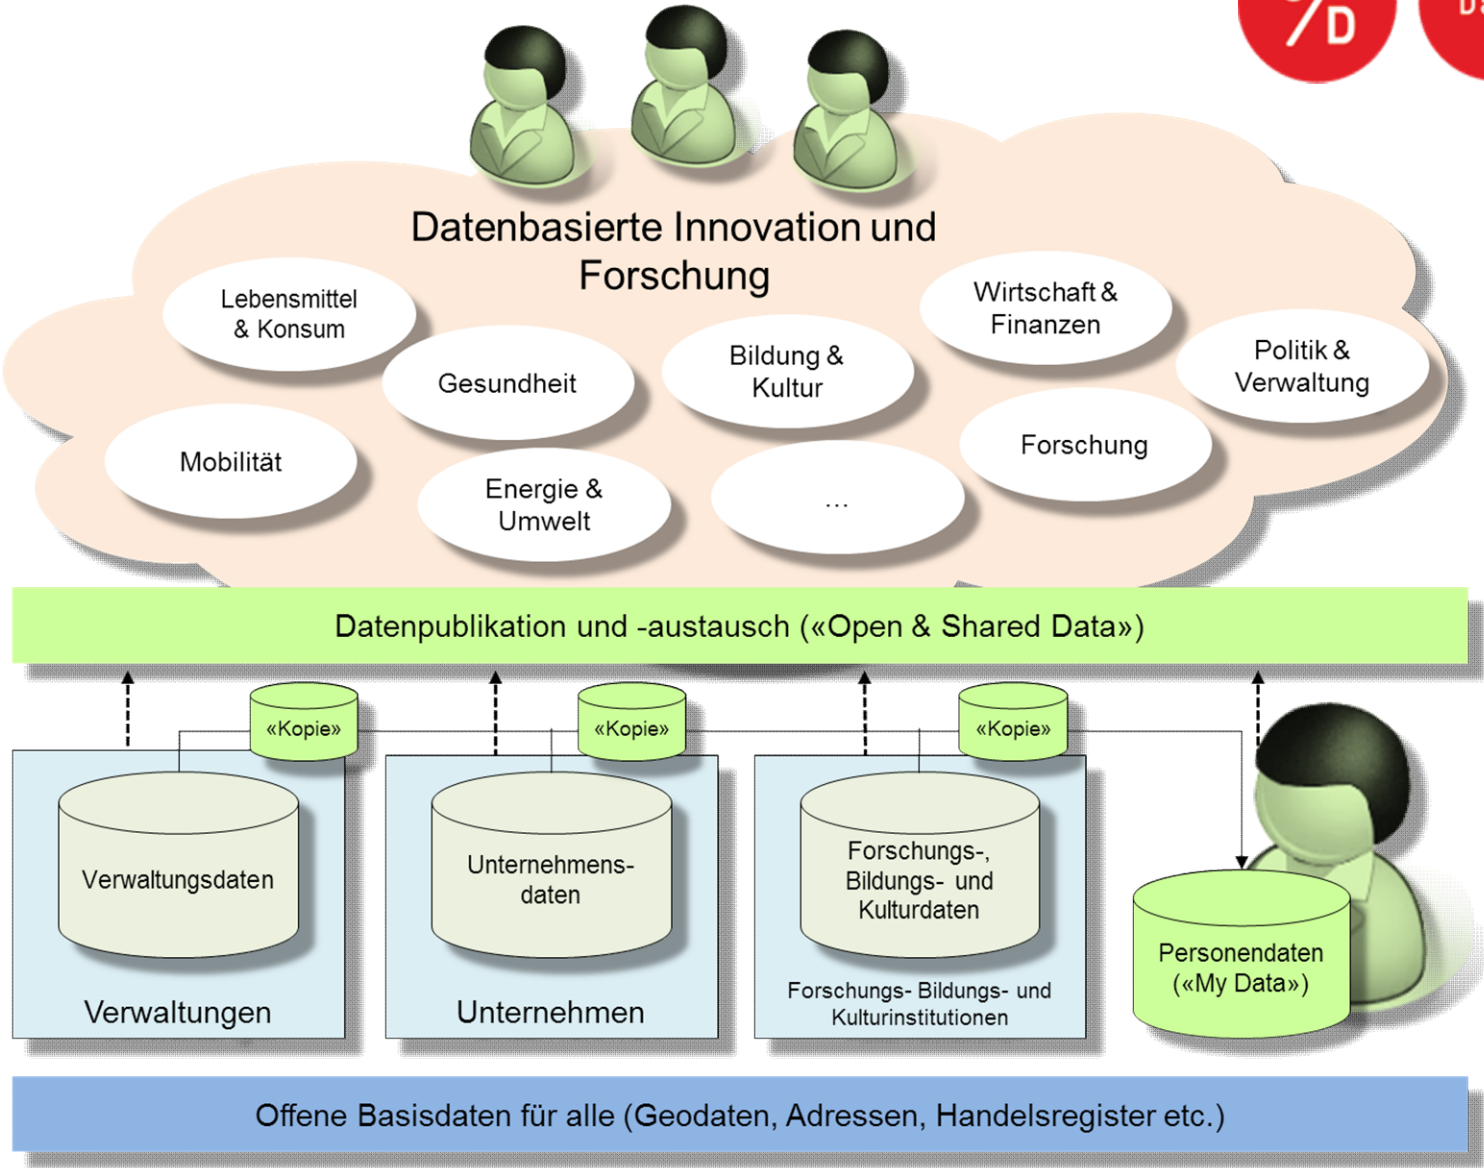 /D
Datenbasierte Innovation und
Forschung
Lebensmittel
& Konsum
Gesundheit
Bildung &
Kultur
Wirtschaft &
Finanzen
Politik &
Verwaltung
Mobilität
Energie &
Umwelt
...
Forschung
Datenpublikation und -austausch («Open & Shared Data»)
«Kopie»
«Kopie»
«Kopie»
Verwaltungsdaten
Verwaltungen
Unternehmens-
daten
Unternehmen
Forschungs-,
Bildungs- und
Kulturdaten
Forschungs- Bildungs- und
Kulturinstitutionen
Personendaten
(«My Data»)
Offene Basisdaten für alle (Geodaten, Adressen, Handelsregister etc.)